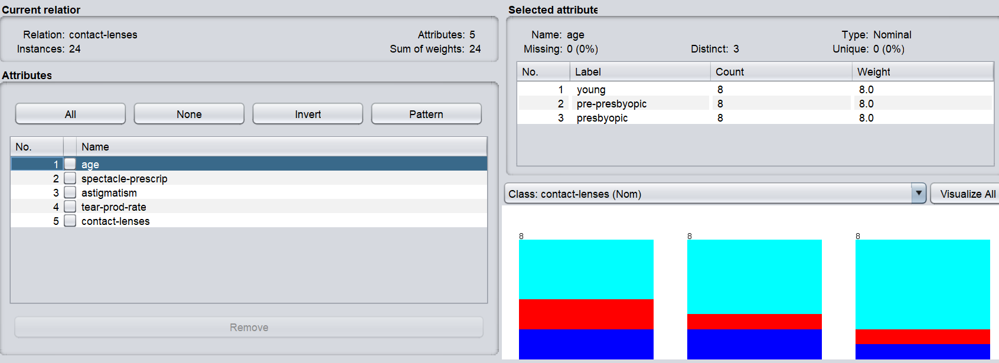 Current relation
Relation: contact-lenses
Attributes: 5
Instances: 24
Sum of weights: 24
Attributes
All
None
Invert
Pattern
No.
Name
1 age
2 spectacle-prescrip
3 astigmatism
4 tear-prod-rate
5 contact-lenses
Remove
Selected attribute
Name: age
Type: Nominal
Missing: 0 (0%)
Distinct: 3
Unique: 0 (0%)
No. Label Count Weight
1 young 8 8.0
2 pre-presbyopic 8 8.0
3 presbyopic 8 8.0
Class: contact-lenses (Nom)
Visualize All
8
8
8